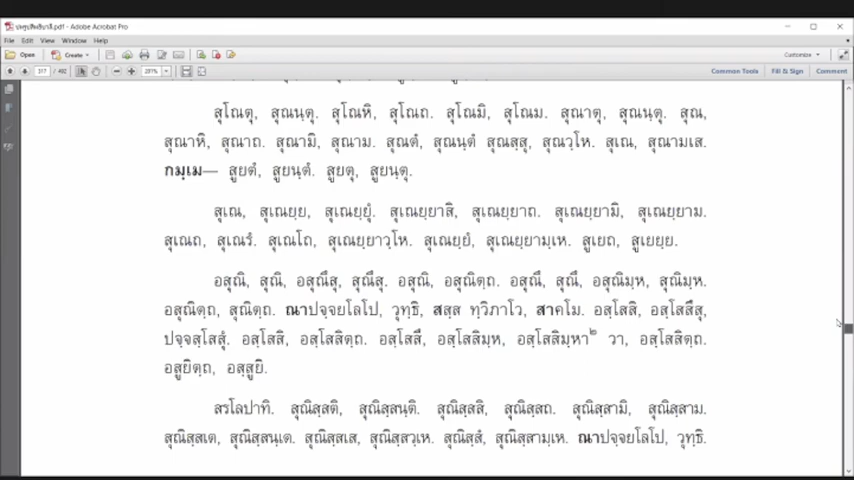 ปทรูปสิทธิบาลี.pdf - Adobe Acrobat Pro
File Edit View Window Help
Open Create Customize
317 / 492 281% Common Tools Fill & Sign Comment
สุโณตุ, สุณนฺตุ. สุโณหิ, สุโณถ. สุโณมิ, สุโณม. สุณาตุ, สุณนฺตุ. สุณ,
สุณาหิ, สุณาถ. สุณามิ, สุณาม. สุณตํ, สุณนฺตํ สุณสฺสุ, สุณวฺโห. สุเณ, สุณามเส.
กมฺเม— สูยตํ, สูยนฺตํ. สูยตุ, สูยนฺตุ.
สุเณ, สุเณยฺย, สุเณยฺยุํ. สุเณยฺยาสิ, สุเณยฺยาถ. สุเณยฺยามิ, สุเณยฺยาม.
สุเณถ, สุเณรํ. สุเณโถ, สุเณยฺยาวฺโห. สุเณยฺยํ, สุเณยฺยามฺเห. สูเยถ, สูเยยฺย.
อสุณิ, สุณิ, อสุณึสุ, สุณึสุ. อสุณิ, อสุณิตฺถ. อสุณึ, สุณึ, อสุณิมฺห, สุณิมฺห.
อสุณิตฺถ, สุณิตฺถ. ณาปจฺจยโลโป, วุทฺธิ, สสฺส ทฺวิภาโว, สาคโม. อสฺโสสิ, อสฺโสสึสุ,
ปจฺจสฺโสสุํ. อสฺโสสิ, อสฺโสสิตฺถ. อสฺโสสึ, อสฺโสสิมฺห, อสฺโสสิมฺหา๒ วา, อสฺโสสิตฺถ.
อสูยิตฺถ, อสฺสูยิ.
สรโลปาทิ. สุณิสฺสติ, สุณิสฺสนฺติ. สุณิสฺสสิ, สุณิสฺสถ. สุณิสฺสามิ, สุณิสฺสาม.
สุณิสฺสเต, สุณิสฺสนฺเต. สุณิสฺสเส, สุณิสฺสวฺเห. สุณิสฺสํ, สุณิสฺสามฺเห. ณาปจฺจยโลโป, วุทฺธิ.